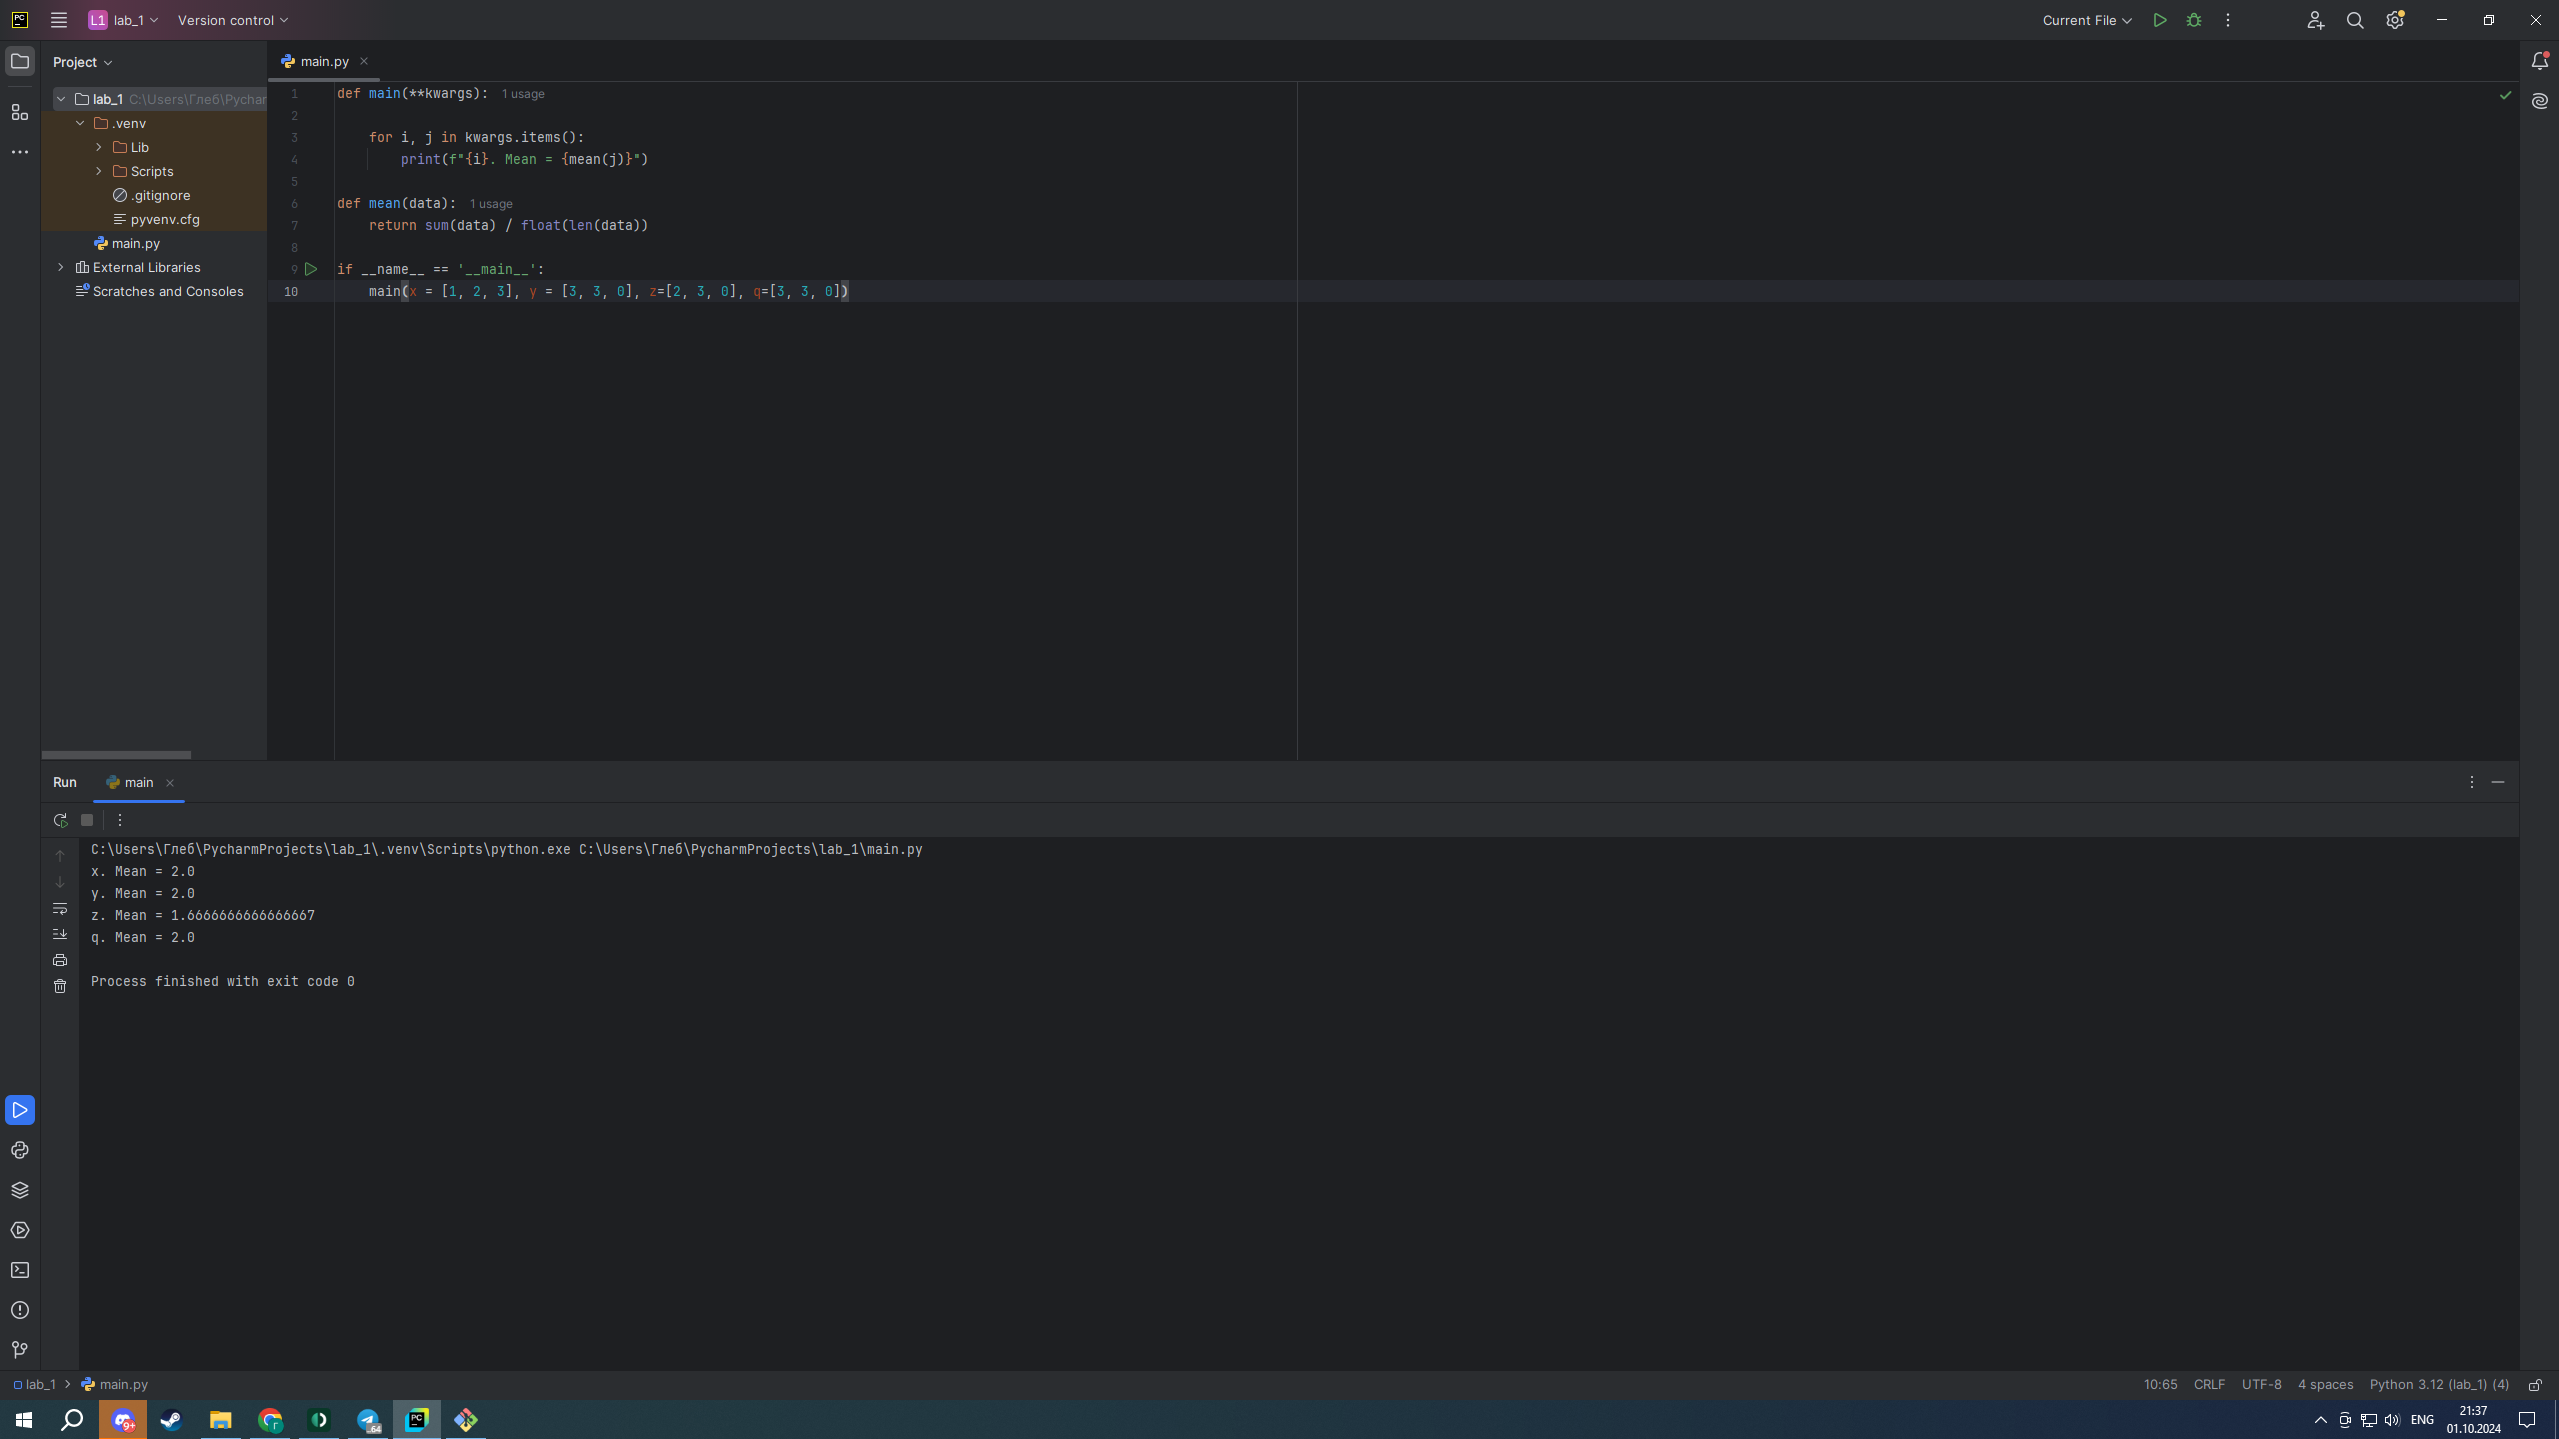 PC L1 lab_1 Version control Current File
Project
main.py
lab_1 C:\Users\Глеб\Pychar
.venv
Lib
Scripts
.gitignore
pyvenv.cfg
main.py
External Libraries
Scratches and Consoles
1 def main(**kwargs): 1 usage
2
3 for i, j in kwargs.items():
4 print(f"{i}. Mean = {mean(j)}")
5
6 def mean(data): 1 usage
7 return sum(data) / float(len(data))
8
9 if __name__ == '__main__':
10 main(x = [1, 2, 3], y = [3, 3, 0], z=[2, 3, 0], q=[3, 3, 0])
Run main
C:\Users\Глеб\PycharmProjects\lab_1\.venv\Scripts\python.exe C:\Users\Глеб\PycharmProjects\lab_1\main.py
x. Mean = 2.0
y. Mean = 2.0
z. Mean = 1.6666666666666667
q. Mean = 2.0
Process finished with exit code 0
lab_1 main.py 10:65 CRLF UTF-8 4 spaces Python 3.12 (lab_1) (4)
9+ 64 PC ENG 21:37
01.10.2024